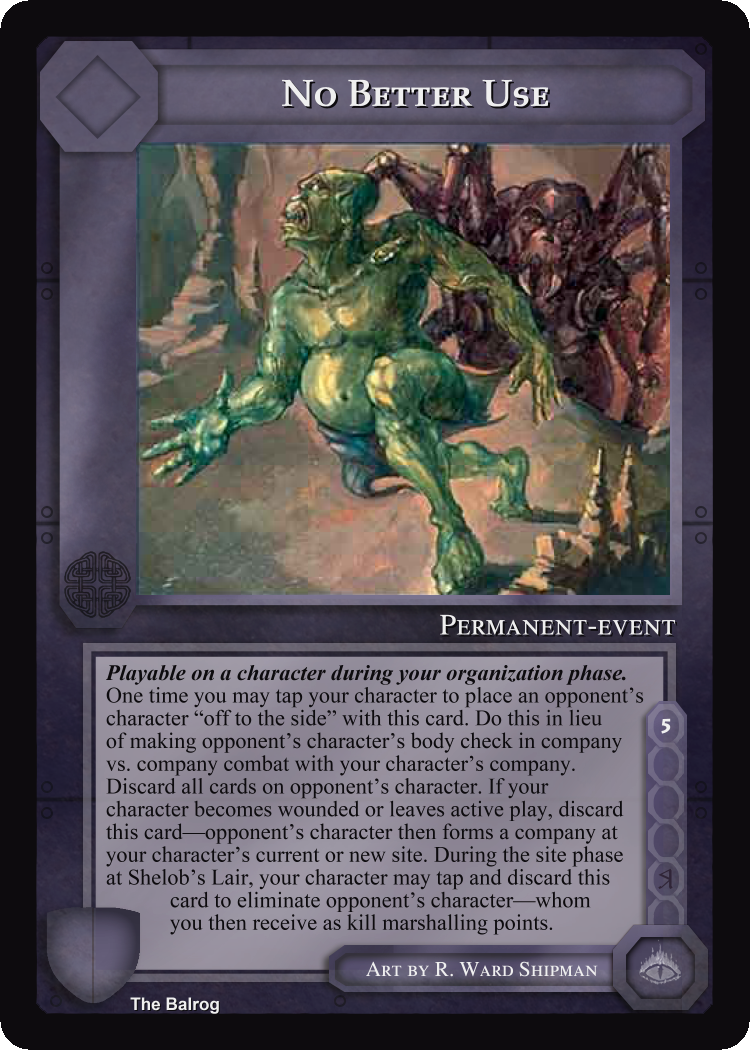 No Better Use
Permanent-event
Playable on a character during your organization phase.
One time you may tap your character to place an opponent's
character “off to the side” with this card. Do this in lieu
of making opponent's character's body check in company
vs. company combat with your character's company.
Discard all cards on opponent's character. If your
character becomes wounded or leaves active play, discard
this card—opponent's character then forms a company at
your character's current or new site. During the site phase
at Shelob's Lair, your character may tap and discard this
card to eliminate opponent's character—whom
you then receive as kill marshalling points.
5
Art by R. Ward Shipman
The Balrog